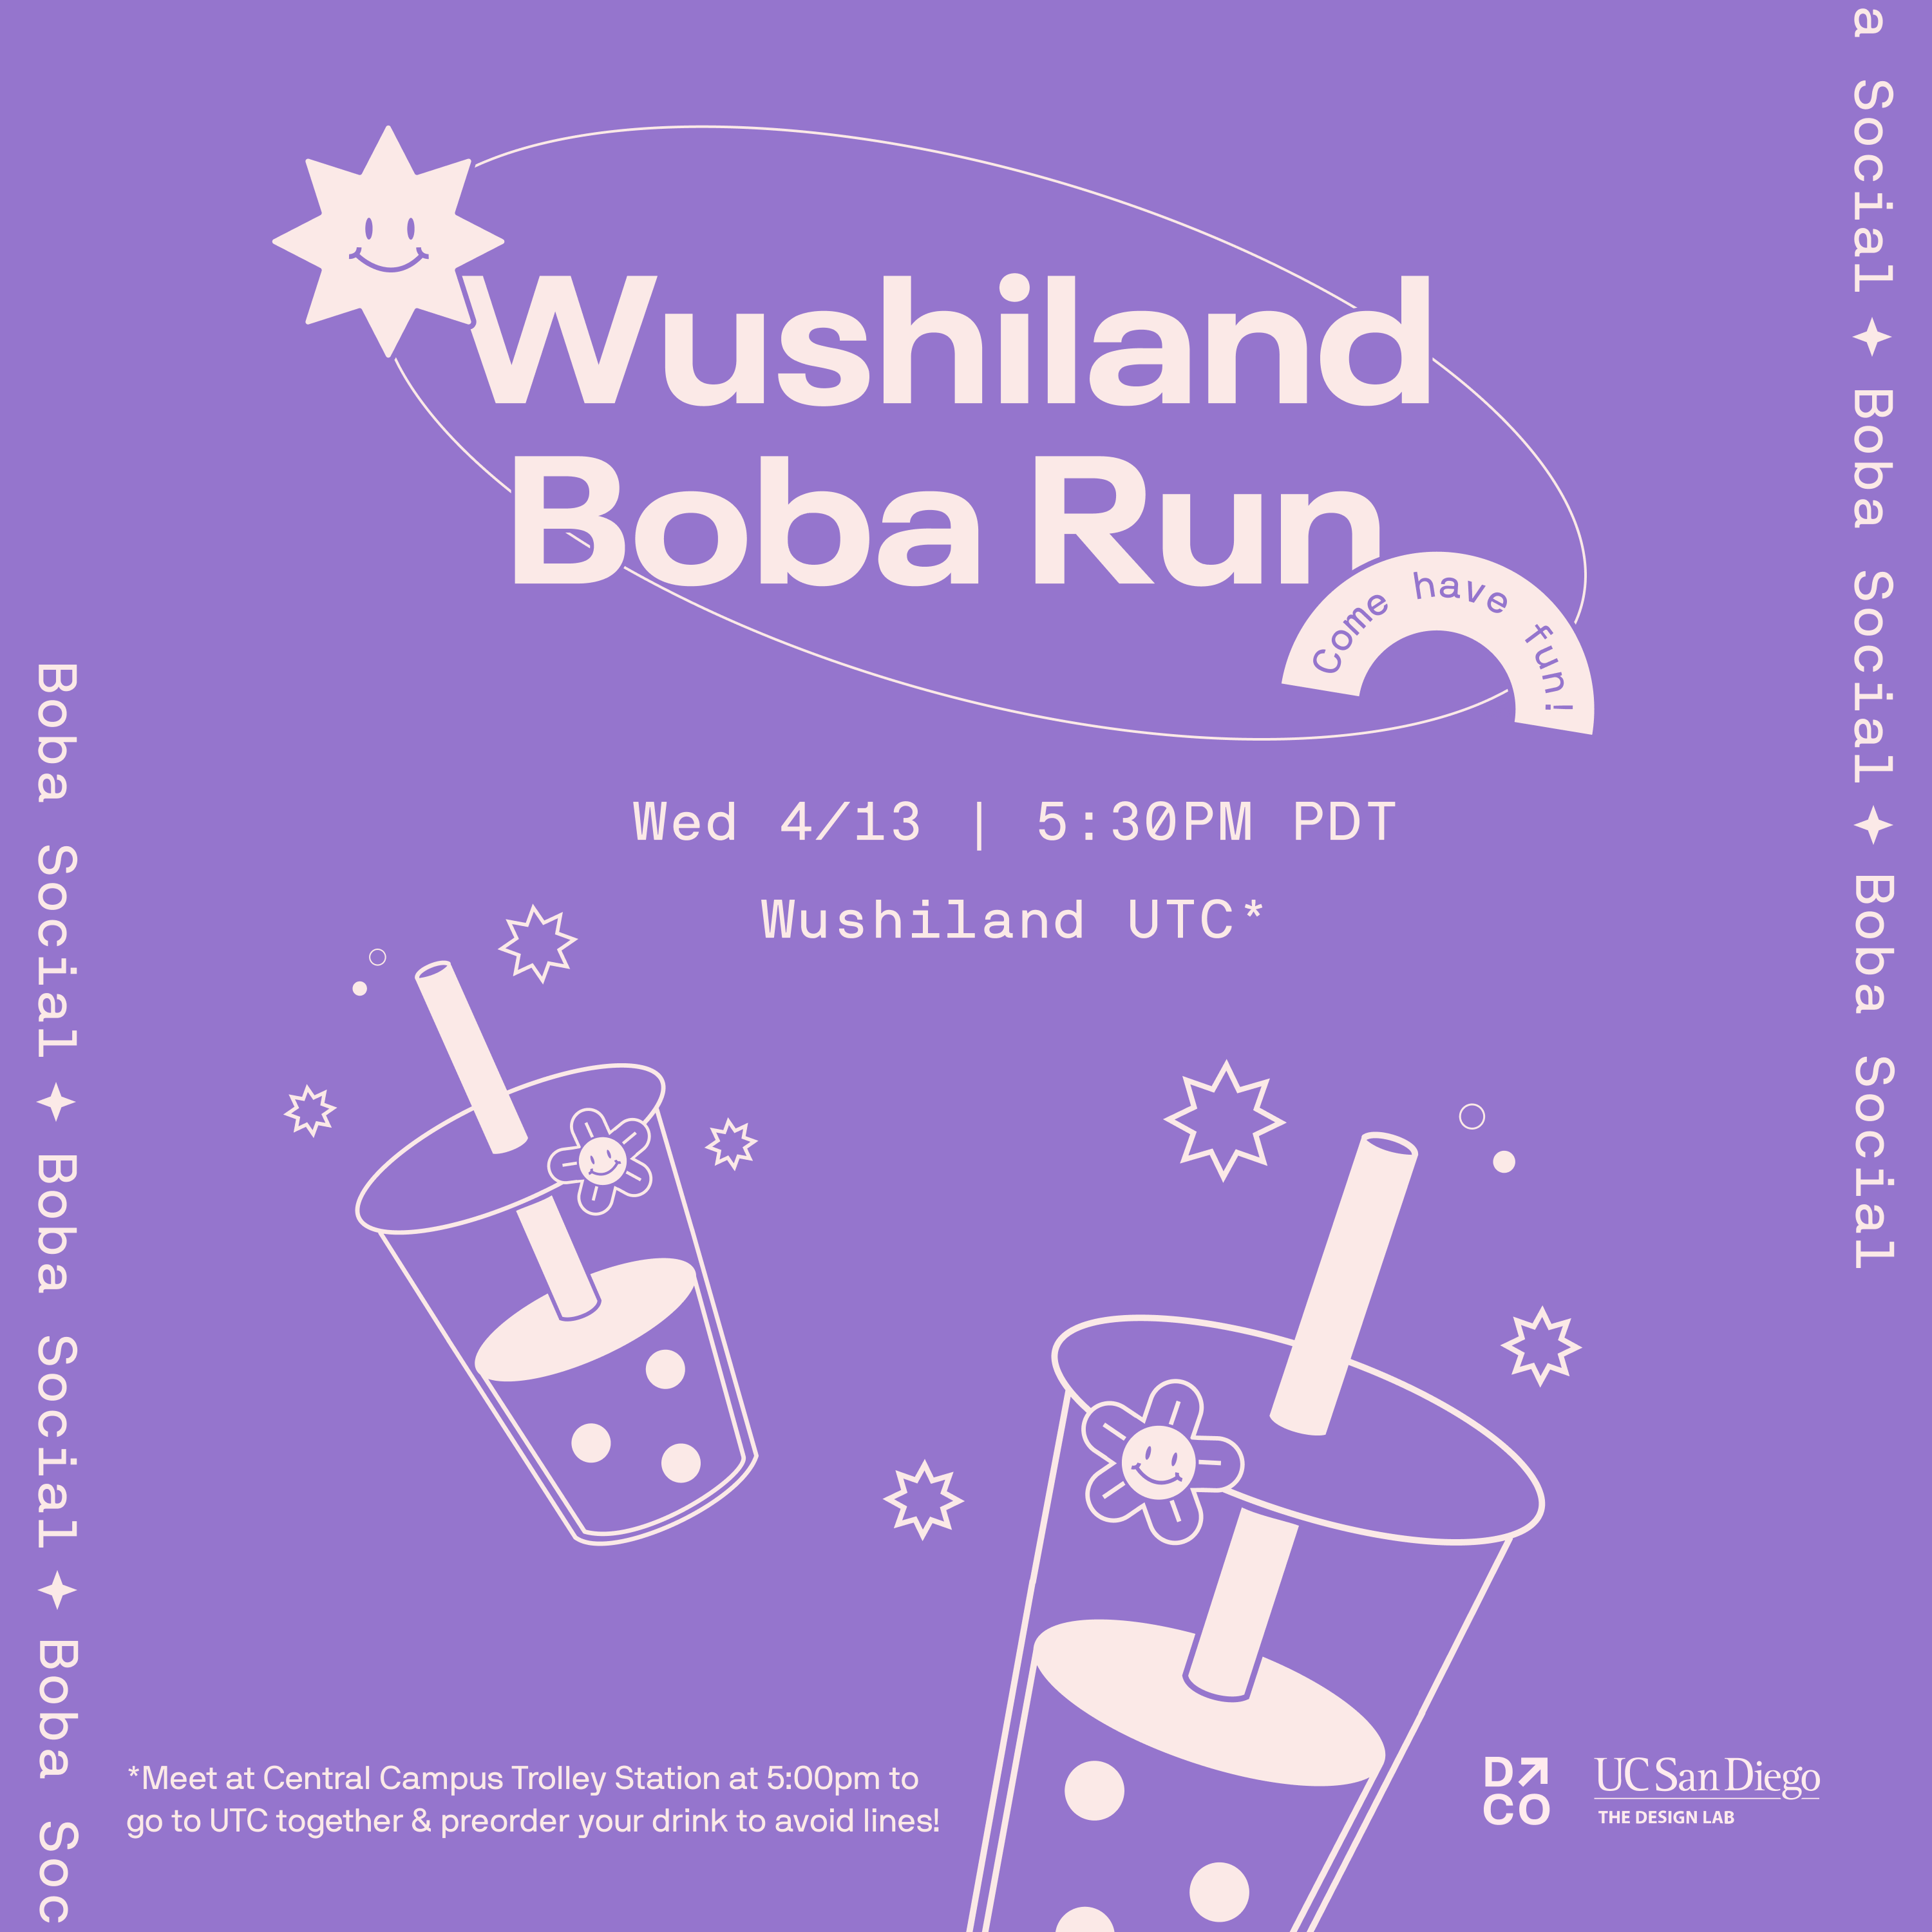 Wushiland
Boba Run
Come have fun!
Wed 4/13 | 5:30PM PDT
Wushiland UTC*
Boba Social ✦ Boba Social ✦ Boba Soc
a Social ✦ Boba Social ✦ Boba Social
*Meet at Central Campus Trolley Station at 5:00pm to
go to UTC together & preorder your drink to avoid lines!
D↗
CO
UC San Diego
THE DESIGN LAB